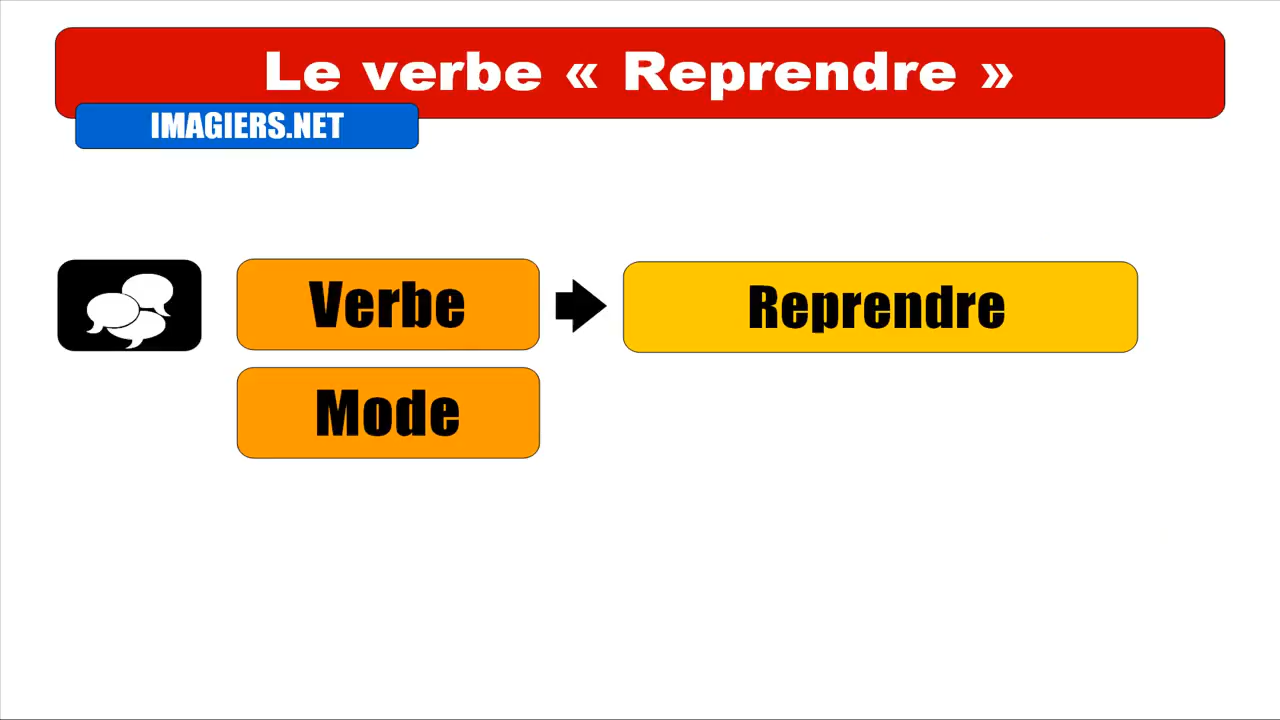 Le verbe « Reprendre »
IMAGIERS.NET
Verbe
Reprendre
Mode